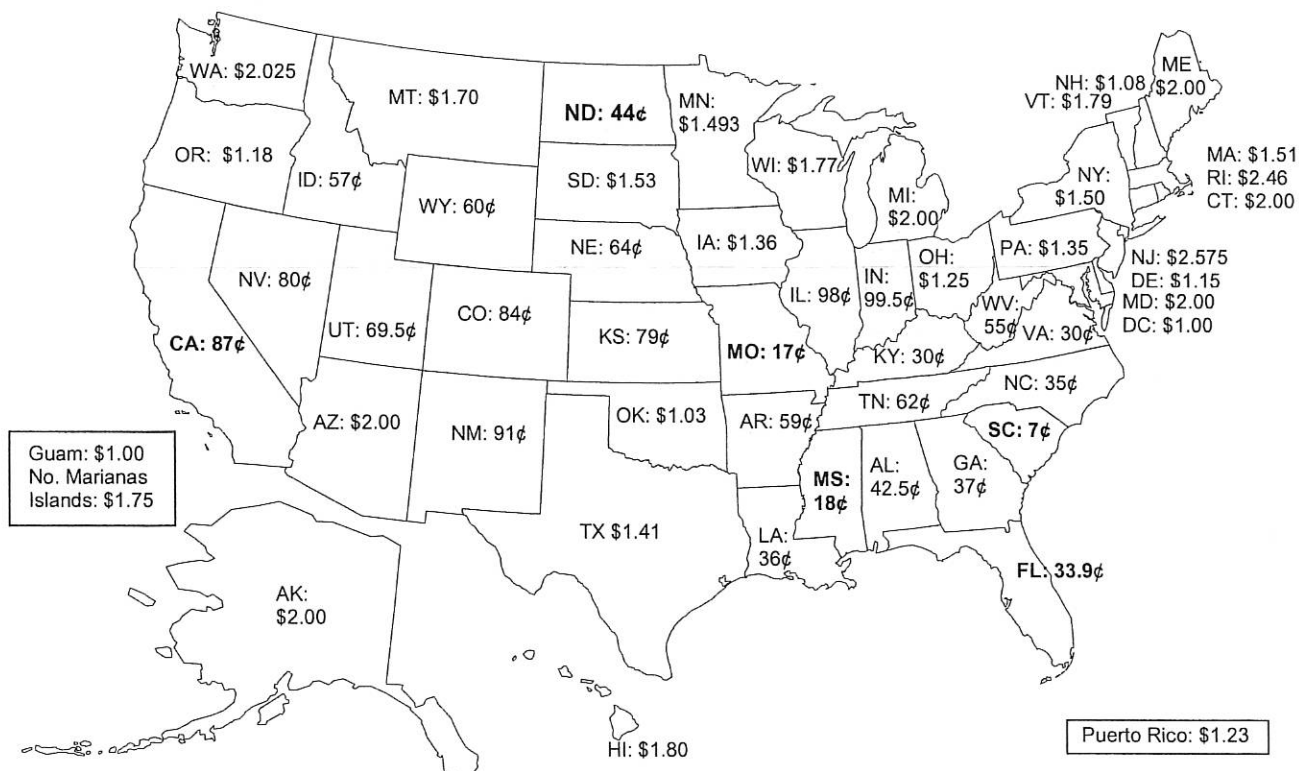 WA: $2.025
MT: $1.70
ND: 44¢
MN:
$1.493
OR: $1.18
ID: 57¢
WY: 60¢
SD: $1.53
WI: $1.77
MI:
$2.00
NH: $1.08
VT: $1.79
ME
$2.00
NY:
$1.50
MA: $1.51
RI: $2.46
CT: $2.00
NV: 80¢
UT: 69.5¢
CO: 84¢
NE: 64¢
IA: $1.36
IL: 98¢
IN:
99.5¢
OH:
$1.25
PA: $1.35
NJ: $2.575
DE: $1.15
MD: $2.00
DC: $1.00
CA: 87¢
KS: 79¢
MO: 17¢
KY: 30¢
WV:
55¢
VA: 30¢
AZ: $2.00
NM: 91¢
OK: $1.03
AR: 59¢
TN: 62¢
NC: 35¢
SC: 7¢
Guam: $1.00
No. Marianas
Islands: $1.75
TX $1.41
LA:
36¢
MS:
18¢
AL:
42.5¢
GA:
37¢
FL: 33.9¢
AK:
$2.00
HI: $1.80
Puerto Rico: $1.23